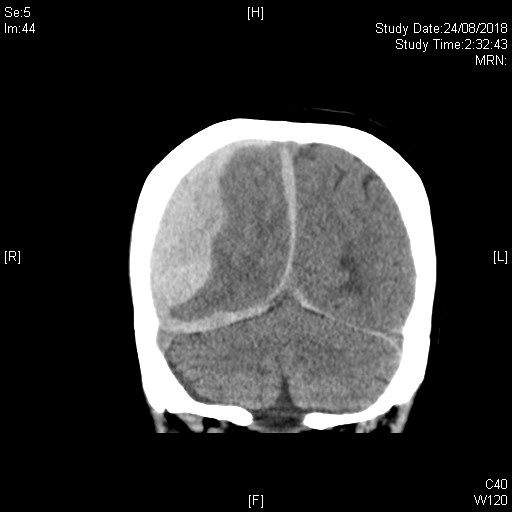 Se:5
Im:44
[H]
Study Date:24/08/2018
Study Time:2:32:43
MRN:
[R]
[L]
[F]
C40
W120